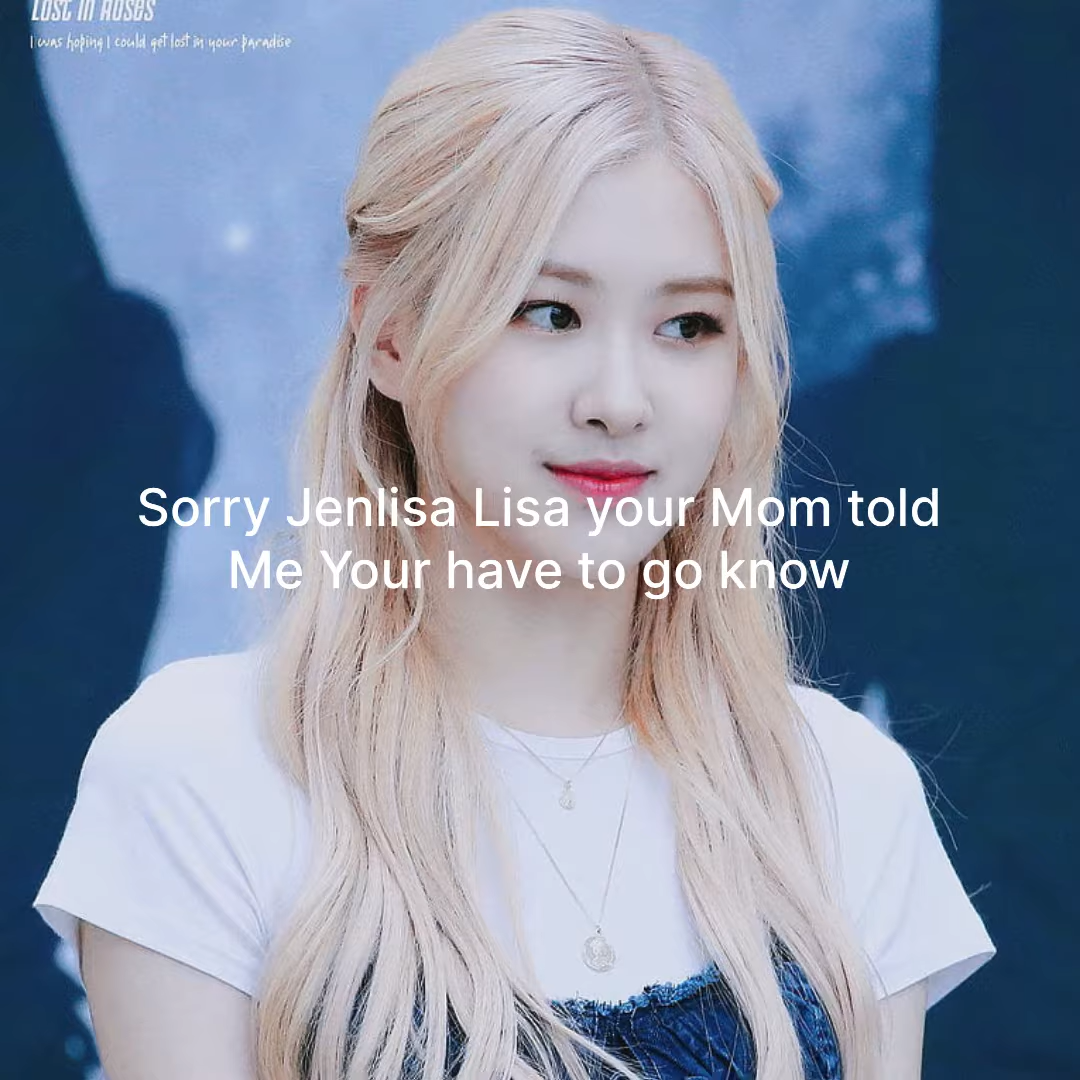 LOST IN ROSES
I was hoping I could get lost in your paradise
Sorry Jenlisa Lisa your Mom told
Me Your have to go know